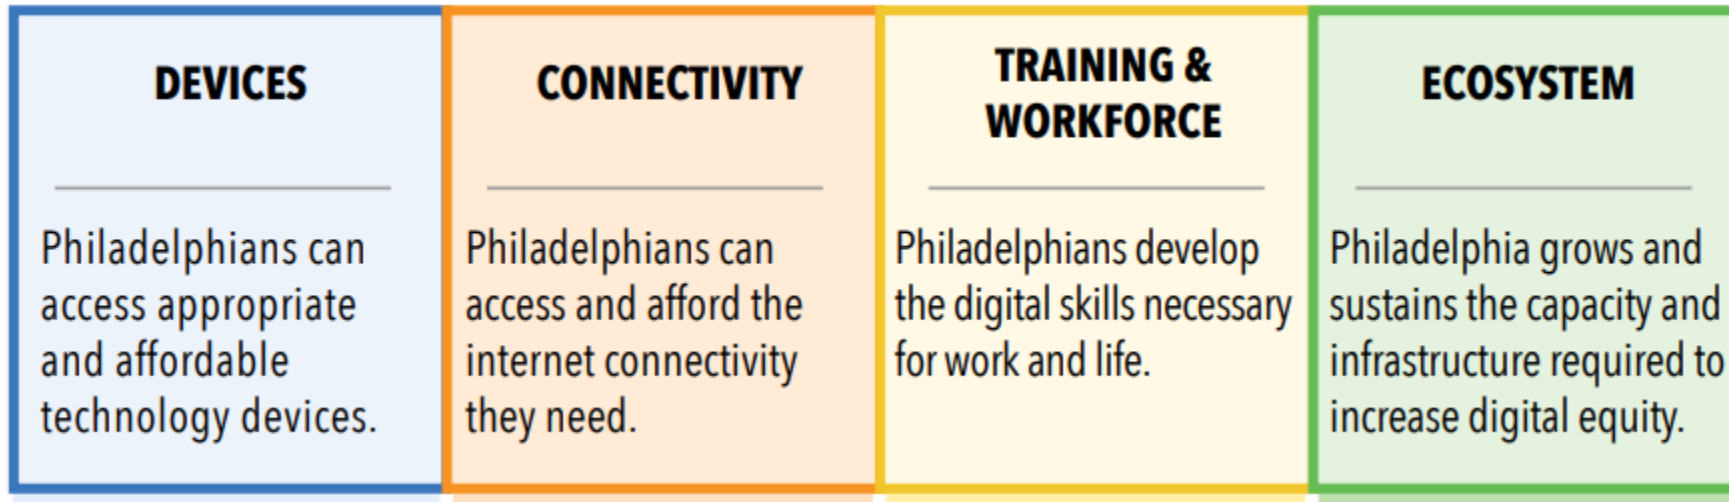 DEVICES
Philadelphians can
access appropriate
and affordable
technology devices.
CONNECTIVITY
Philadelphians can
access and afford the
internet connectivity
they need.
TRAINING &
WORKFORCE
Philadelphians develop
the digital skills necessary
for work and life.
ECOSYSTEM
Philadelphia grows and
sustains the capacity and
infrastructure required to
increase digital equity.